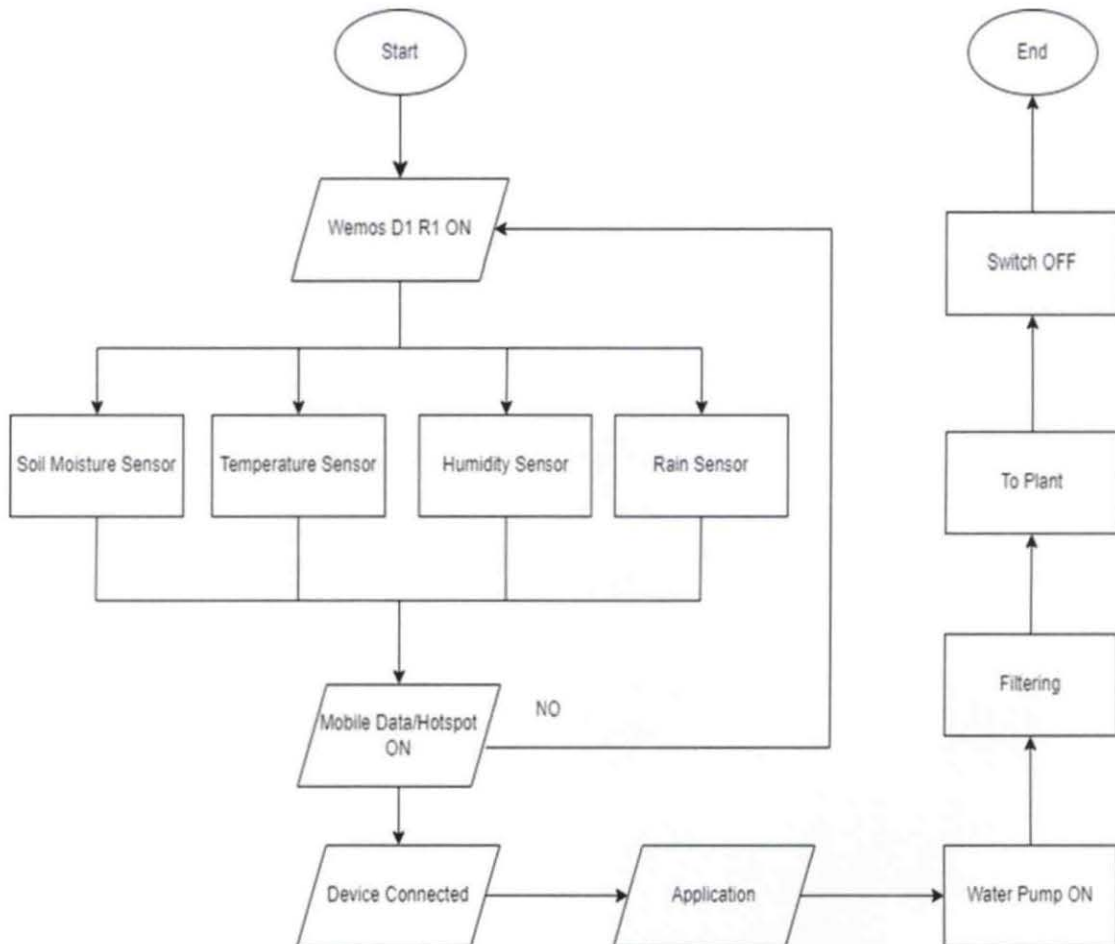 Start
End
Wemos D1 R1 ON
Switch OFF
Soil Moisture Sensor
Temperature Sensor
Humidity Sensor
Rain Sensor
To Plant
Mobile Data/Hotspot
ON
NO
Filtering
Device Connected
Application
Water Pump ON